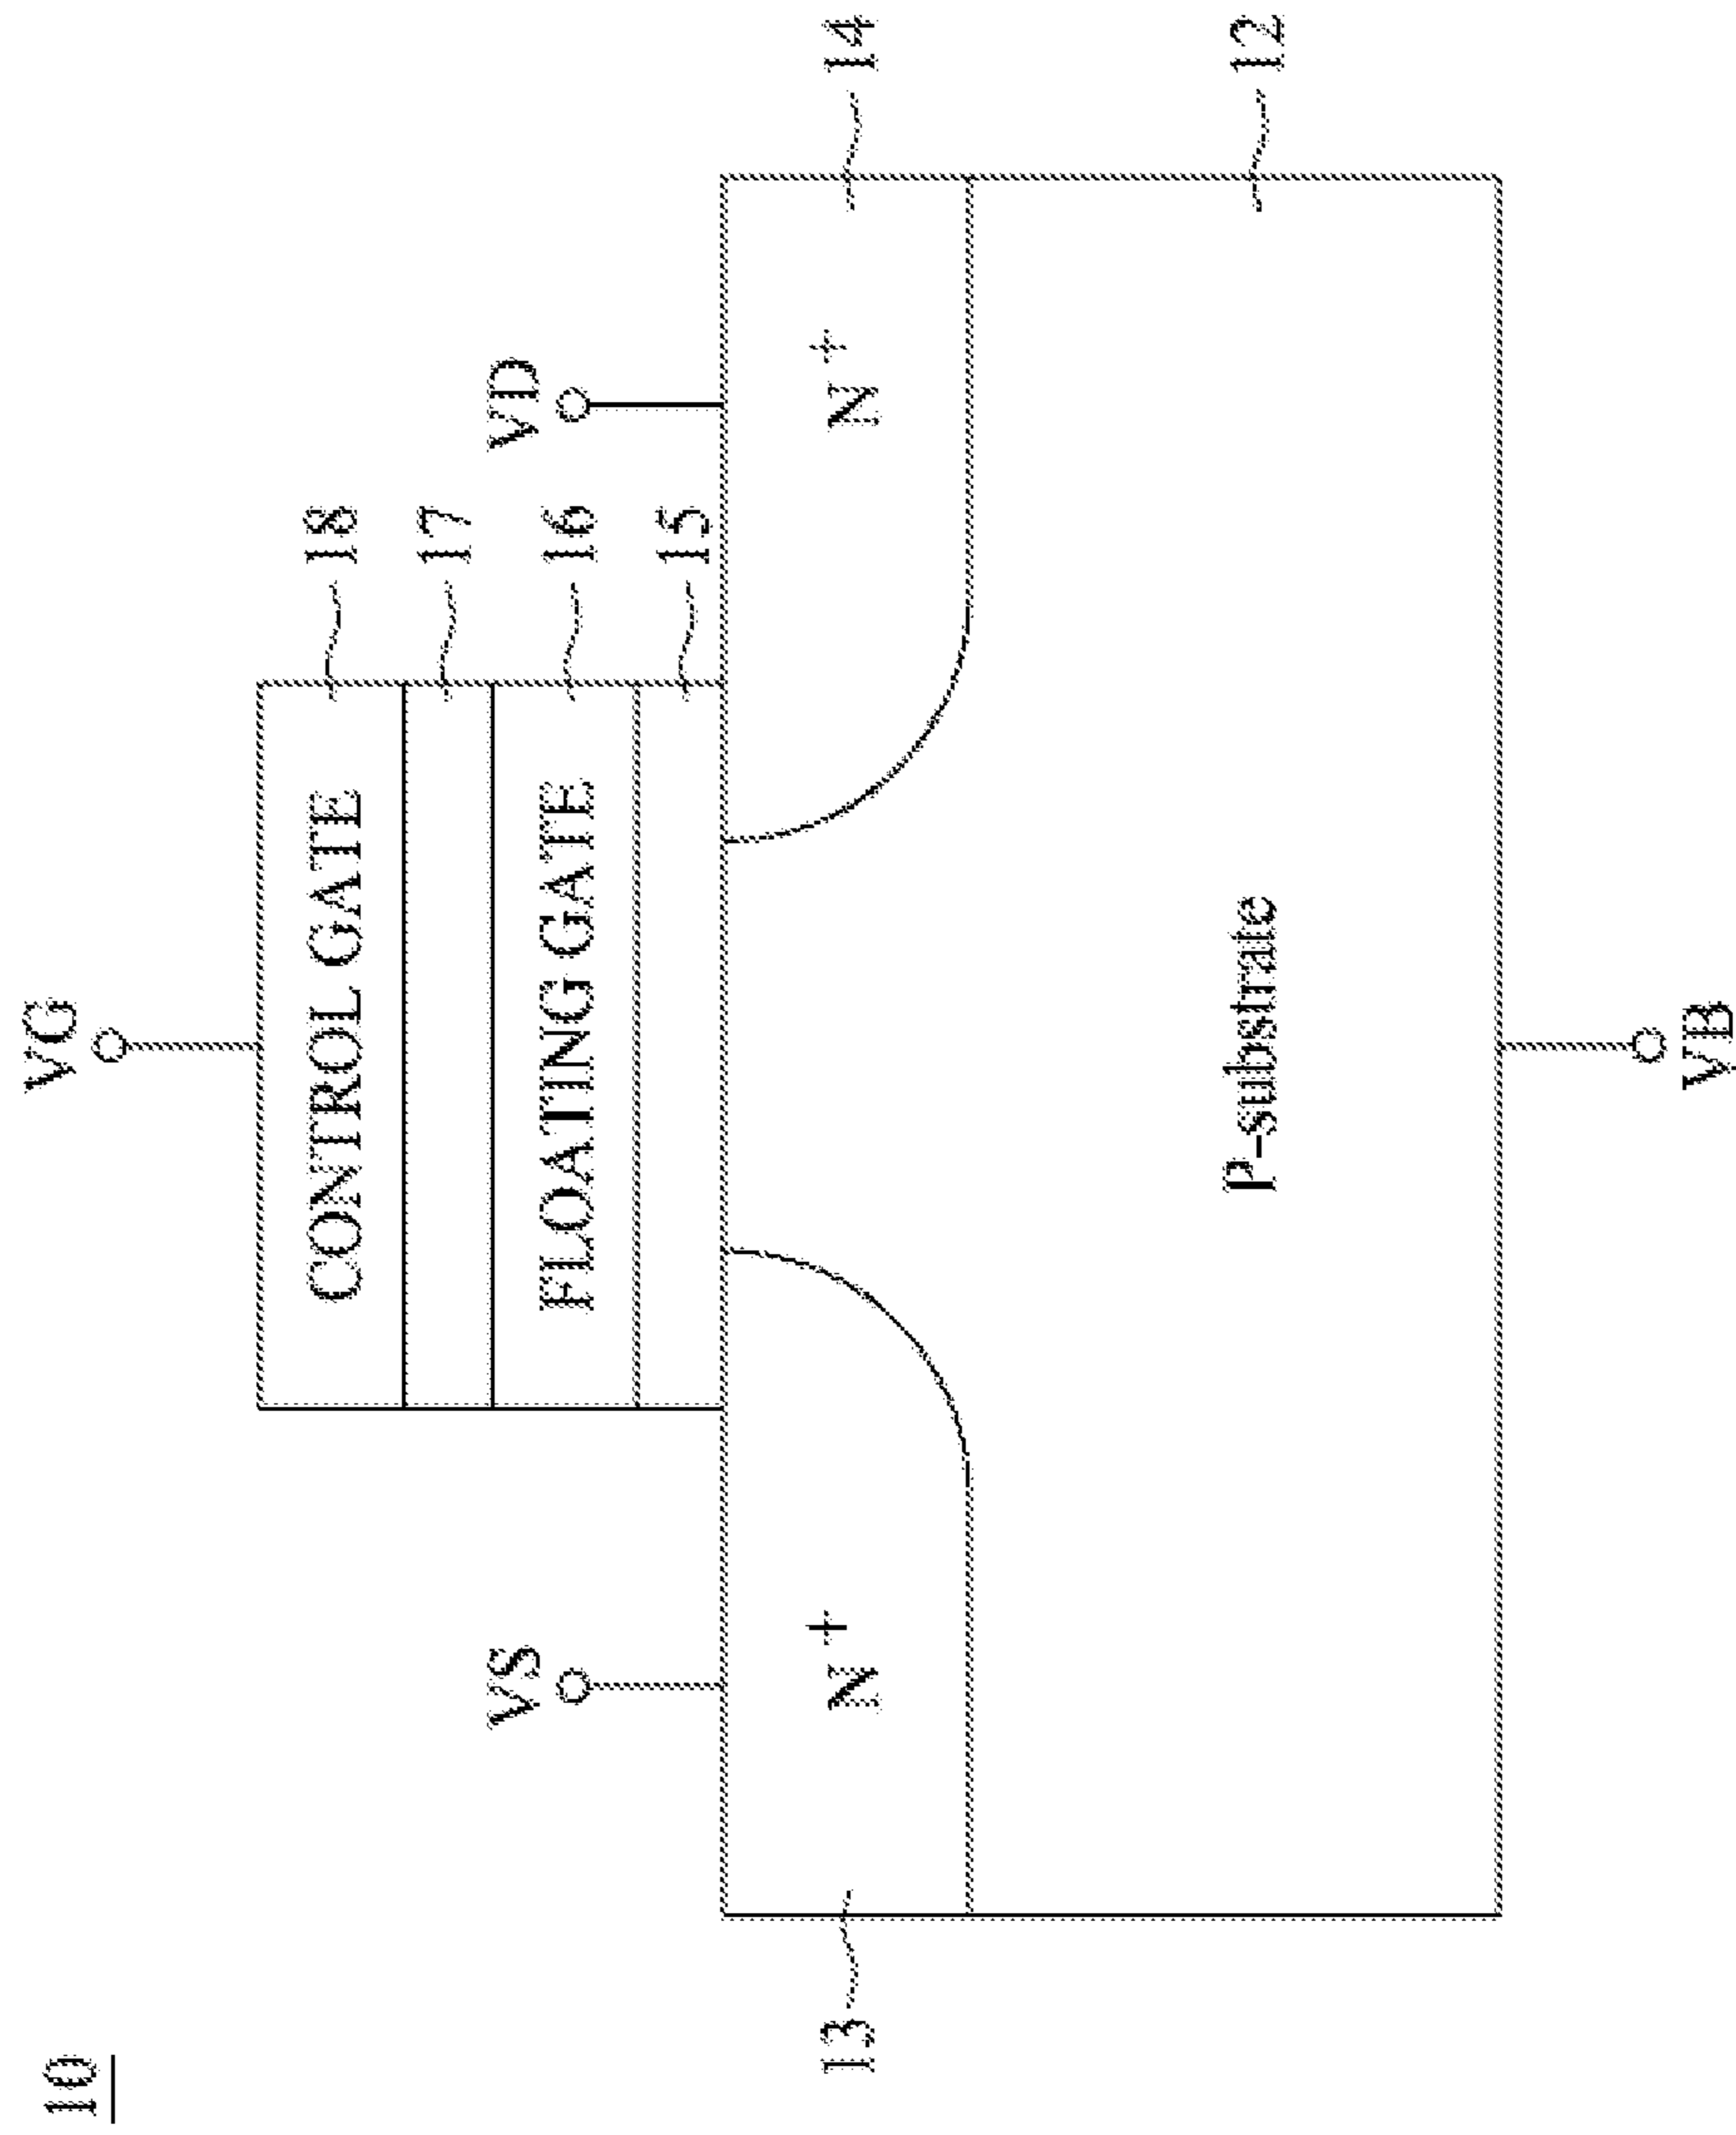 10
VG
CONTROL GATE
18
17
FLOATING GATE
16
15
VS
VD
13
N+
N+
14
P-substrate
12
VB